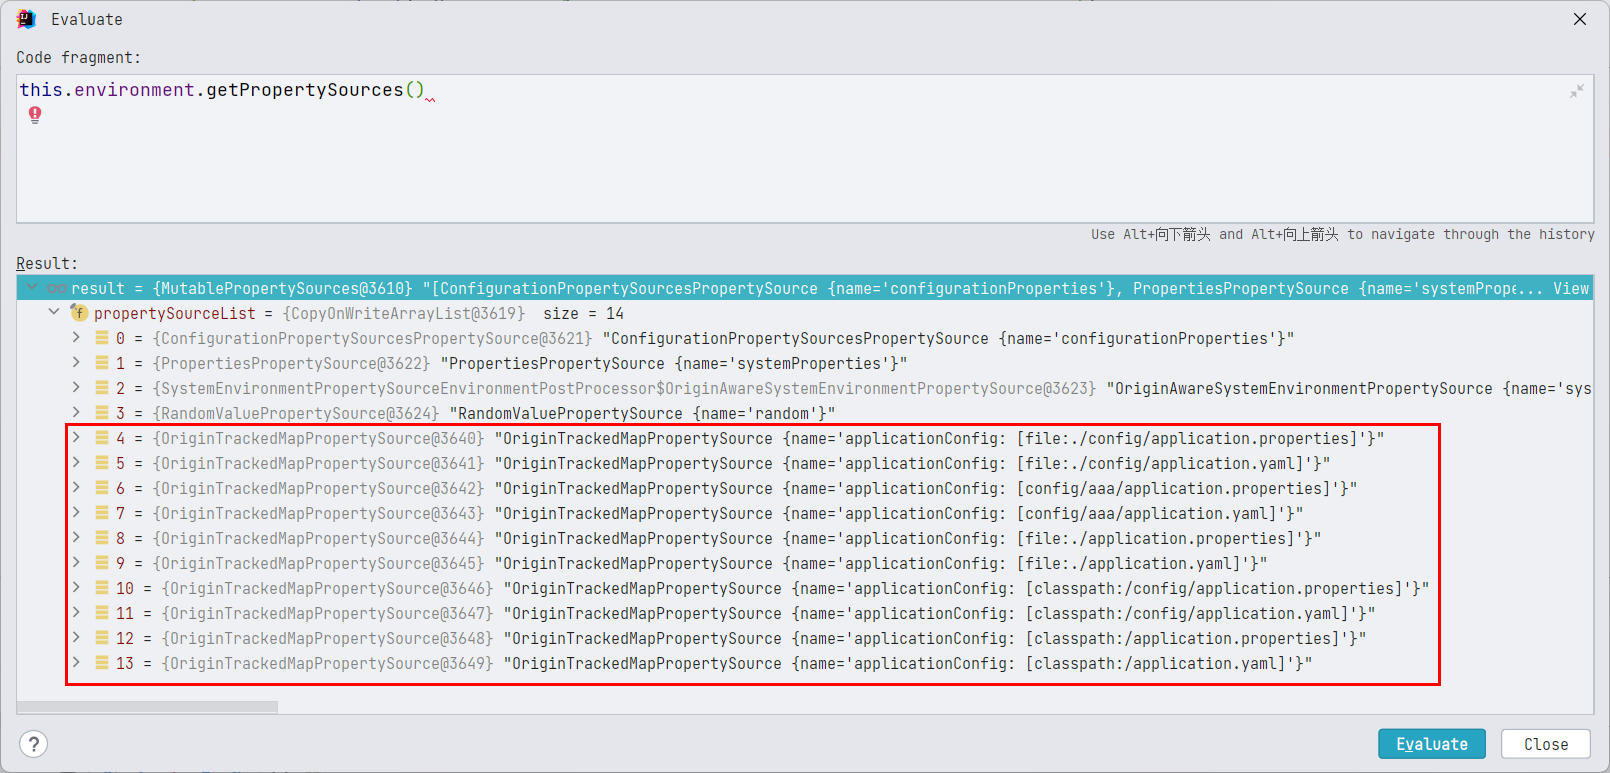 Evaluate
Code fragment:
this.environment.getPropertySources()
Use Alt+向下箭头 and Alt+向上箭头 to navigate through the history
Result:
result = {MutablePropertySources@3610} "[ConfigurationPropertySourcesPropertySource {name='configurationProperties'}, PropertiesPropertySource {name='systemPrope... View
propertySourceList = {CopyOnWriteArrayList@3619} size = 14
0 = {ConfigurationPropertySourcesPropertySource@3621} "ConfigurationPropertySourcesPropertySource {name='configurationProperties'}"
1 = {PropertiesPropertySource@3622} "PropertiesPropertySource {name='systemProperties'}"
2 = {SystemEnvironmentPropertySourceEnvironmentPostProcessor$OriginAwareSystemEnvironmentPropertySource@3623} "OriginAwareSystemEnvironmentPropertySource {name='sys
3 = {RandomValuePropertySource@3624} "RandomValuePropertySource {name='random'}"
4 = {OriginTrackedMapPropertySource@3640} "OriginTrackedMapPropertySource {name='applicationConfig: [file:./config/application.properties]'}"
5 = {OriginTrackedMapPropertySource@3641} "OriginTrackedMapPropertySource {name='applicationConfig: [file:./config/application.yaml]'}"
6 = {OriginTrackedMapPropertySource@3642} "OriginTrackedMapPropertySource {name='applicationConfig: [config/aaa/application.properties]'}"
7 = {OriginTrackedMapPropertySource@3643} "OriginTrackedMapPropertySource {name='applicationConfig: [config/aaa/application.yaml]'}"
8 = {OriginTrackedMapPropertySource@3644} "OriginTrackedMapPropertySource {name='applicationConfig: [file:./application.properties]'}"
9 = {OriginTrackedMapPropertySource@3645} "OriginTrackedMapPropertySource {name='applicationConfig: [file:./application.yaml]'}"
10 = {OriginTrackedMapPropertySource@3646} "OriginTrackedMapPropertySource {name='applicationConfig: [classpath:/config/application.properties]'}"
11 = {OriginTrackedMapPropertySource@3647} "OriginTrackedMapPropertySource {name='applicationConfig: [classpath:/config/application.yaml]'}"
12 = {OriginTrackedMapPropertySource@3648} "OriginTrackedMapPropertySource {name='applicationConfig: [classpath:/application.properties]'}"
13 = {OriginTrackedMapPropertySource@3649} "OriginTrackedMapPropertySource {name='applicationConfig: [classpath:/application.yaml]'}"
? Evaluate Close